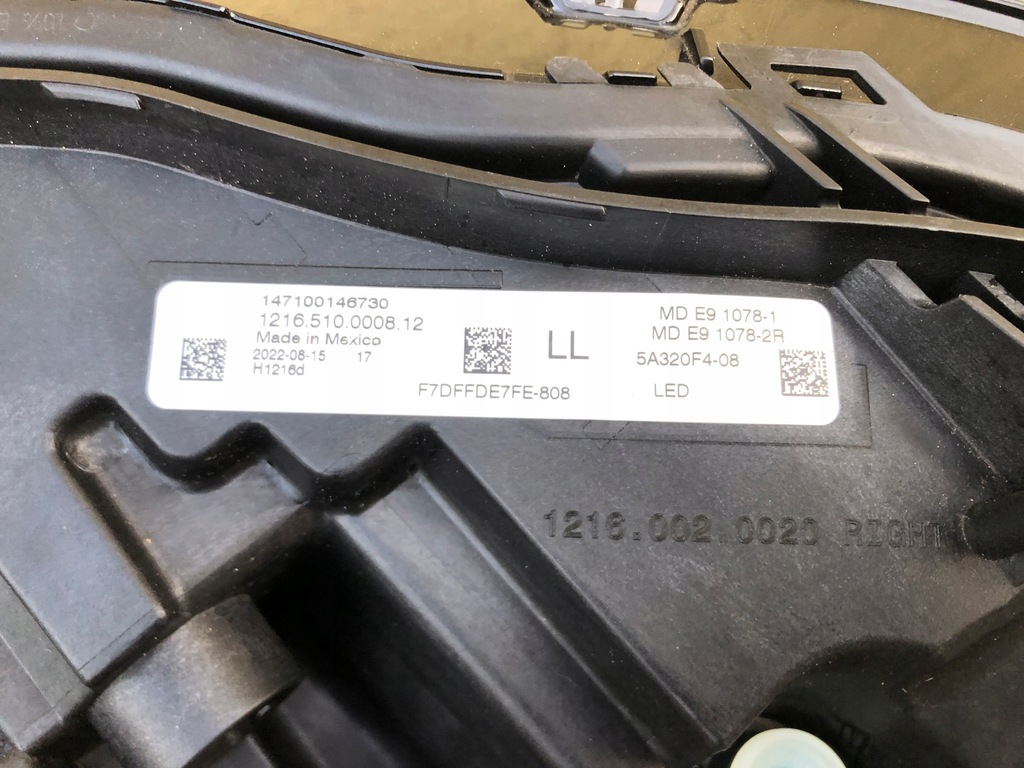 147100146730
1216.510.0008.12
Made in Mexico
2022-08-15 17
H1216d
LL
F7DFFDE7FE-808
MD E9 1078-1
MD E9 1078-2R
5A320F4-08
LED
1216.002.0020 RIGHT